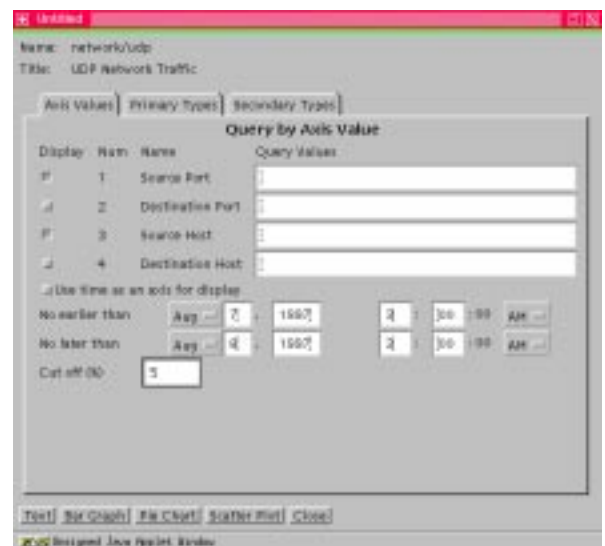 Untitled
Name: network/udp
Title: UDP Network Traffic
Axis Values Primary Types Secondary Types
Query by Axis Value
Display Num Name Query Values
1 Source Port
2 Destination Port
3 Source Host
4 Destination Host
Use time as an axis for display
No earlier than Aug 7, 1997 : 00 :00 AM
No later than Aug 1997 : 00 :00 AM
Cut off (%) 5
Text Bar Graph Pie Chart Scatter Plot Close
Unsigned Java Applet Window